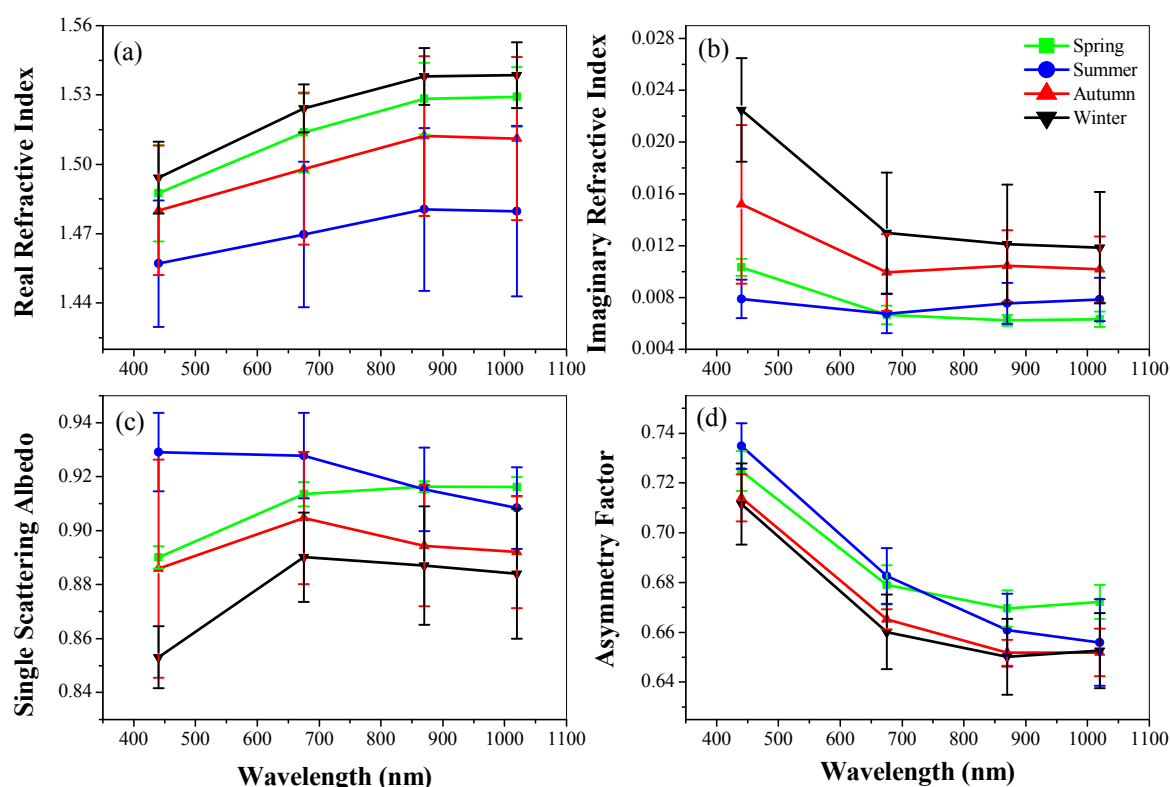 (a)
Real Refractive Index
1.56
1.53
1.50
1.47
1.44
400 500 600 700 800 900 1000 1100
(b)
Spring
Summer
Autumn
Winter
Imaginary Refractive Index
0.028
0.024
0.020
0.016
0.012
0.008
0.004
400 500 600 700 800 900 1000 1100
(c)
Single Scattering Albedo
0.94
0.92
0.90
0.88
0.86
0.84
400 500 600 700 800 900 1000 1100
Wavelength (nm)
(d)
Asymmetry Factor
0.74
0.72
0.70
0.68
0.66
0.64
400 500 600 700 800 900 1000 1100
Wavelength (nm)